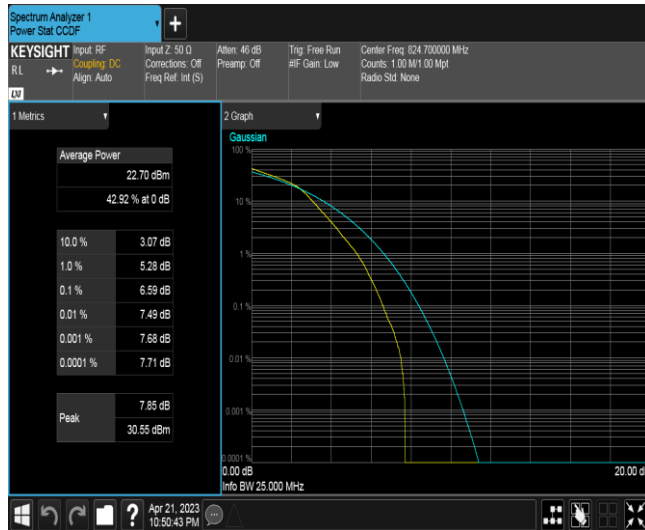 Spectrum Analyzer 1
Power Stat CCDF
+
KEYSIGHT
R L
LXI
Input: RF
Coupling: DC
Align: Auto
Input Z: 50 Ω
Corrections: Off
Freq Ref: Int (S)
Atten: 46 dB
Preamp: Off
Trig: Free Run
#IF Gain: Low
Center Freq: 824.700000 MHz
Counts: 1.00 M/1.00 Mpt
Radio Std: None
1 Metrics
Average Power
22.70 dBm
42.92 % at 0 dB
10.0 % 3.07 dB
1.0 % 5.28 dB
0.1 % 6.59 dB
0.01 % 7.49 dB
0.001 % 7.68 dB
0.0001 % 7.71 dB
Peak
7.85 dB
30.55 dBm
2 Graph
Gaussian
100 %
10 %
1 %
0.1 %
0.01 %
0.001 %
0.0001 %
0.00 dB
20.00 d
Info BW 25.000 MHz
?
Apr 21, 2023
10:50:43 PM